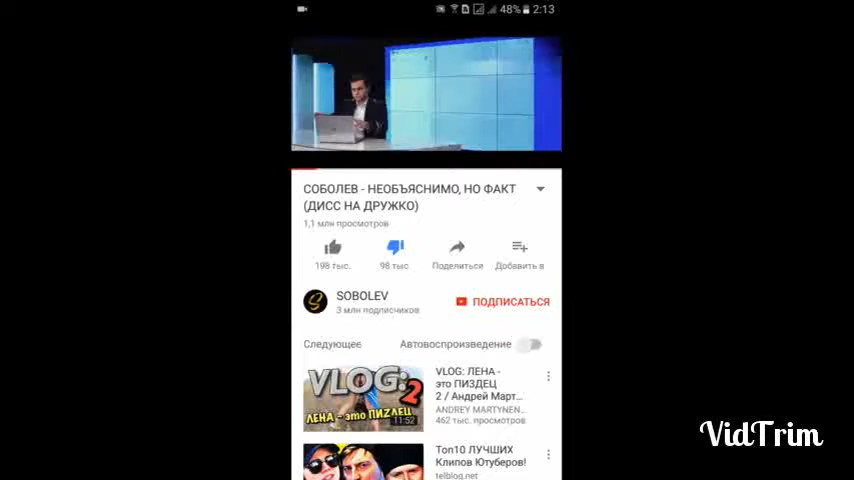 48% 2:13
СОБОЛЕВ - НЕОБЪЯСНИМО, НО ФАКТ
(ДИСС НА ДРУЖКО)
1,1 млн просмотров
198 тыс.
98 тыс
Поделиться
Добавить в
SOBOLEV
3 млн подписчиков
ПОДПИСАТЬСЯ
Следующее
Автовоспроизведение
VLOG: 2
ЛЕНА - это ПИZДЕЦ
11:52
VLOG: ЛЕНА -
это ПИЗДЕЦ
2 / Андрей Март...
ANDREY MARTYNEN...
462 тыс. просмотров
Топ10 ЛУЧШИХ
Клипов Ютуберов!
telblog.net
VidTrim